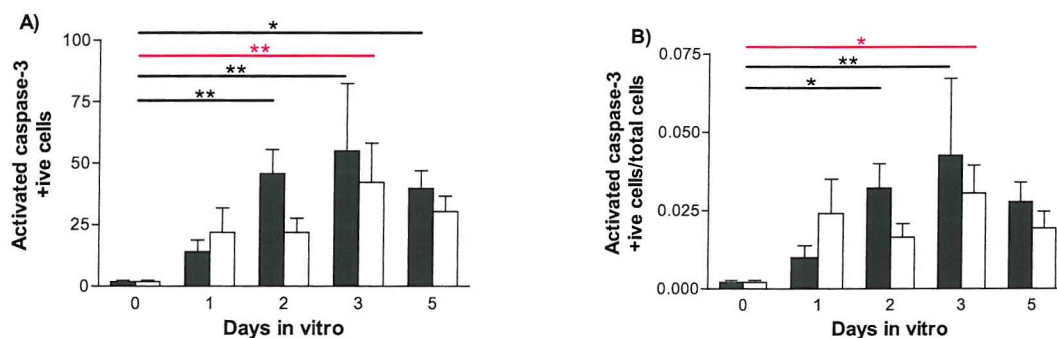 A)
*
**
**
**
100
75
50
25
0
Activated caspase-3
+ive cells
0 1 2 3 5
Days in vitro
B)
*
**
*
0.075
0.050
0.025
0.000
Activated caspase-3
+ive cells/total cells
0 1 2 3 5
Days in vitro